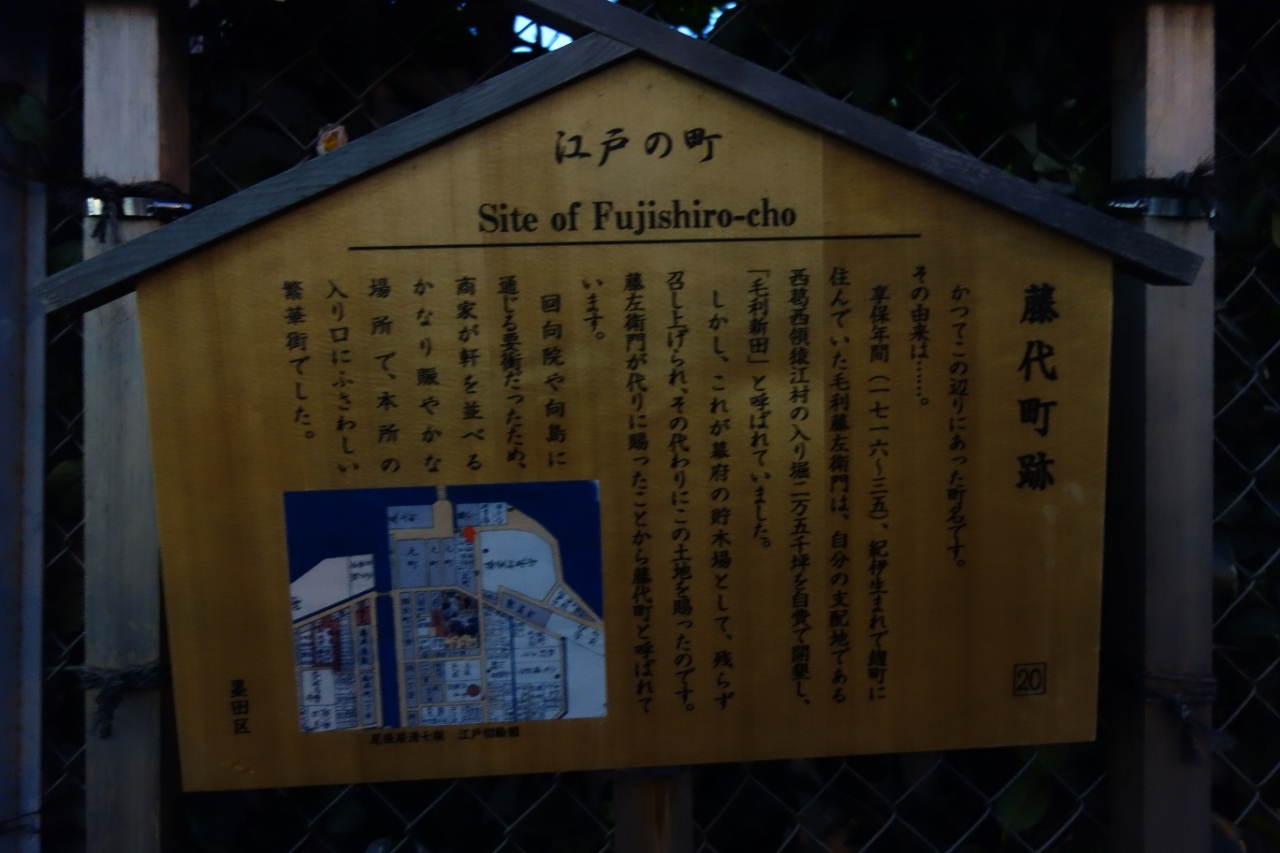 江戸の町
Site of Fujishiro-cho
藤代町跡
20
かつてこの辺りにあった町名です。
その由来は……。
享保年間（一七一六～三五）、紀伊生まれで麹町に
住んでいた毛利藤左衛門は、自分の支配地である
西葛西領猿江村の入り堀二万五千坪を自費で開墾し、
「毛利新田」と呼ばれていました。
しかし、これが幕府の貯木場として、残らず
召し上げられ、その代わりにこの土地を賜ったのです。
藤左衛門が代りに賜ったことから藤代町と呼ばれて
います。
回向院や向島に
通じる要衝だったため、
商家が軒を並べる
かなり賑やかな
場所で、本所の
入り口にふさわしい
繁華街でした。
尾張屋清七版　江戸切絵図
墨田区